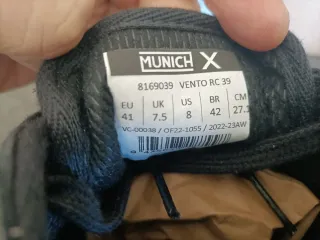 MUNICH X
8169039 VENTO RC 39
EU UK US BR CM
41 7.5 8 42 27.1
VC-00038 / OF22-1055 / 2022-23AW